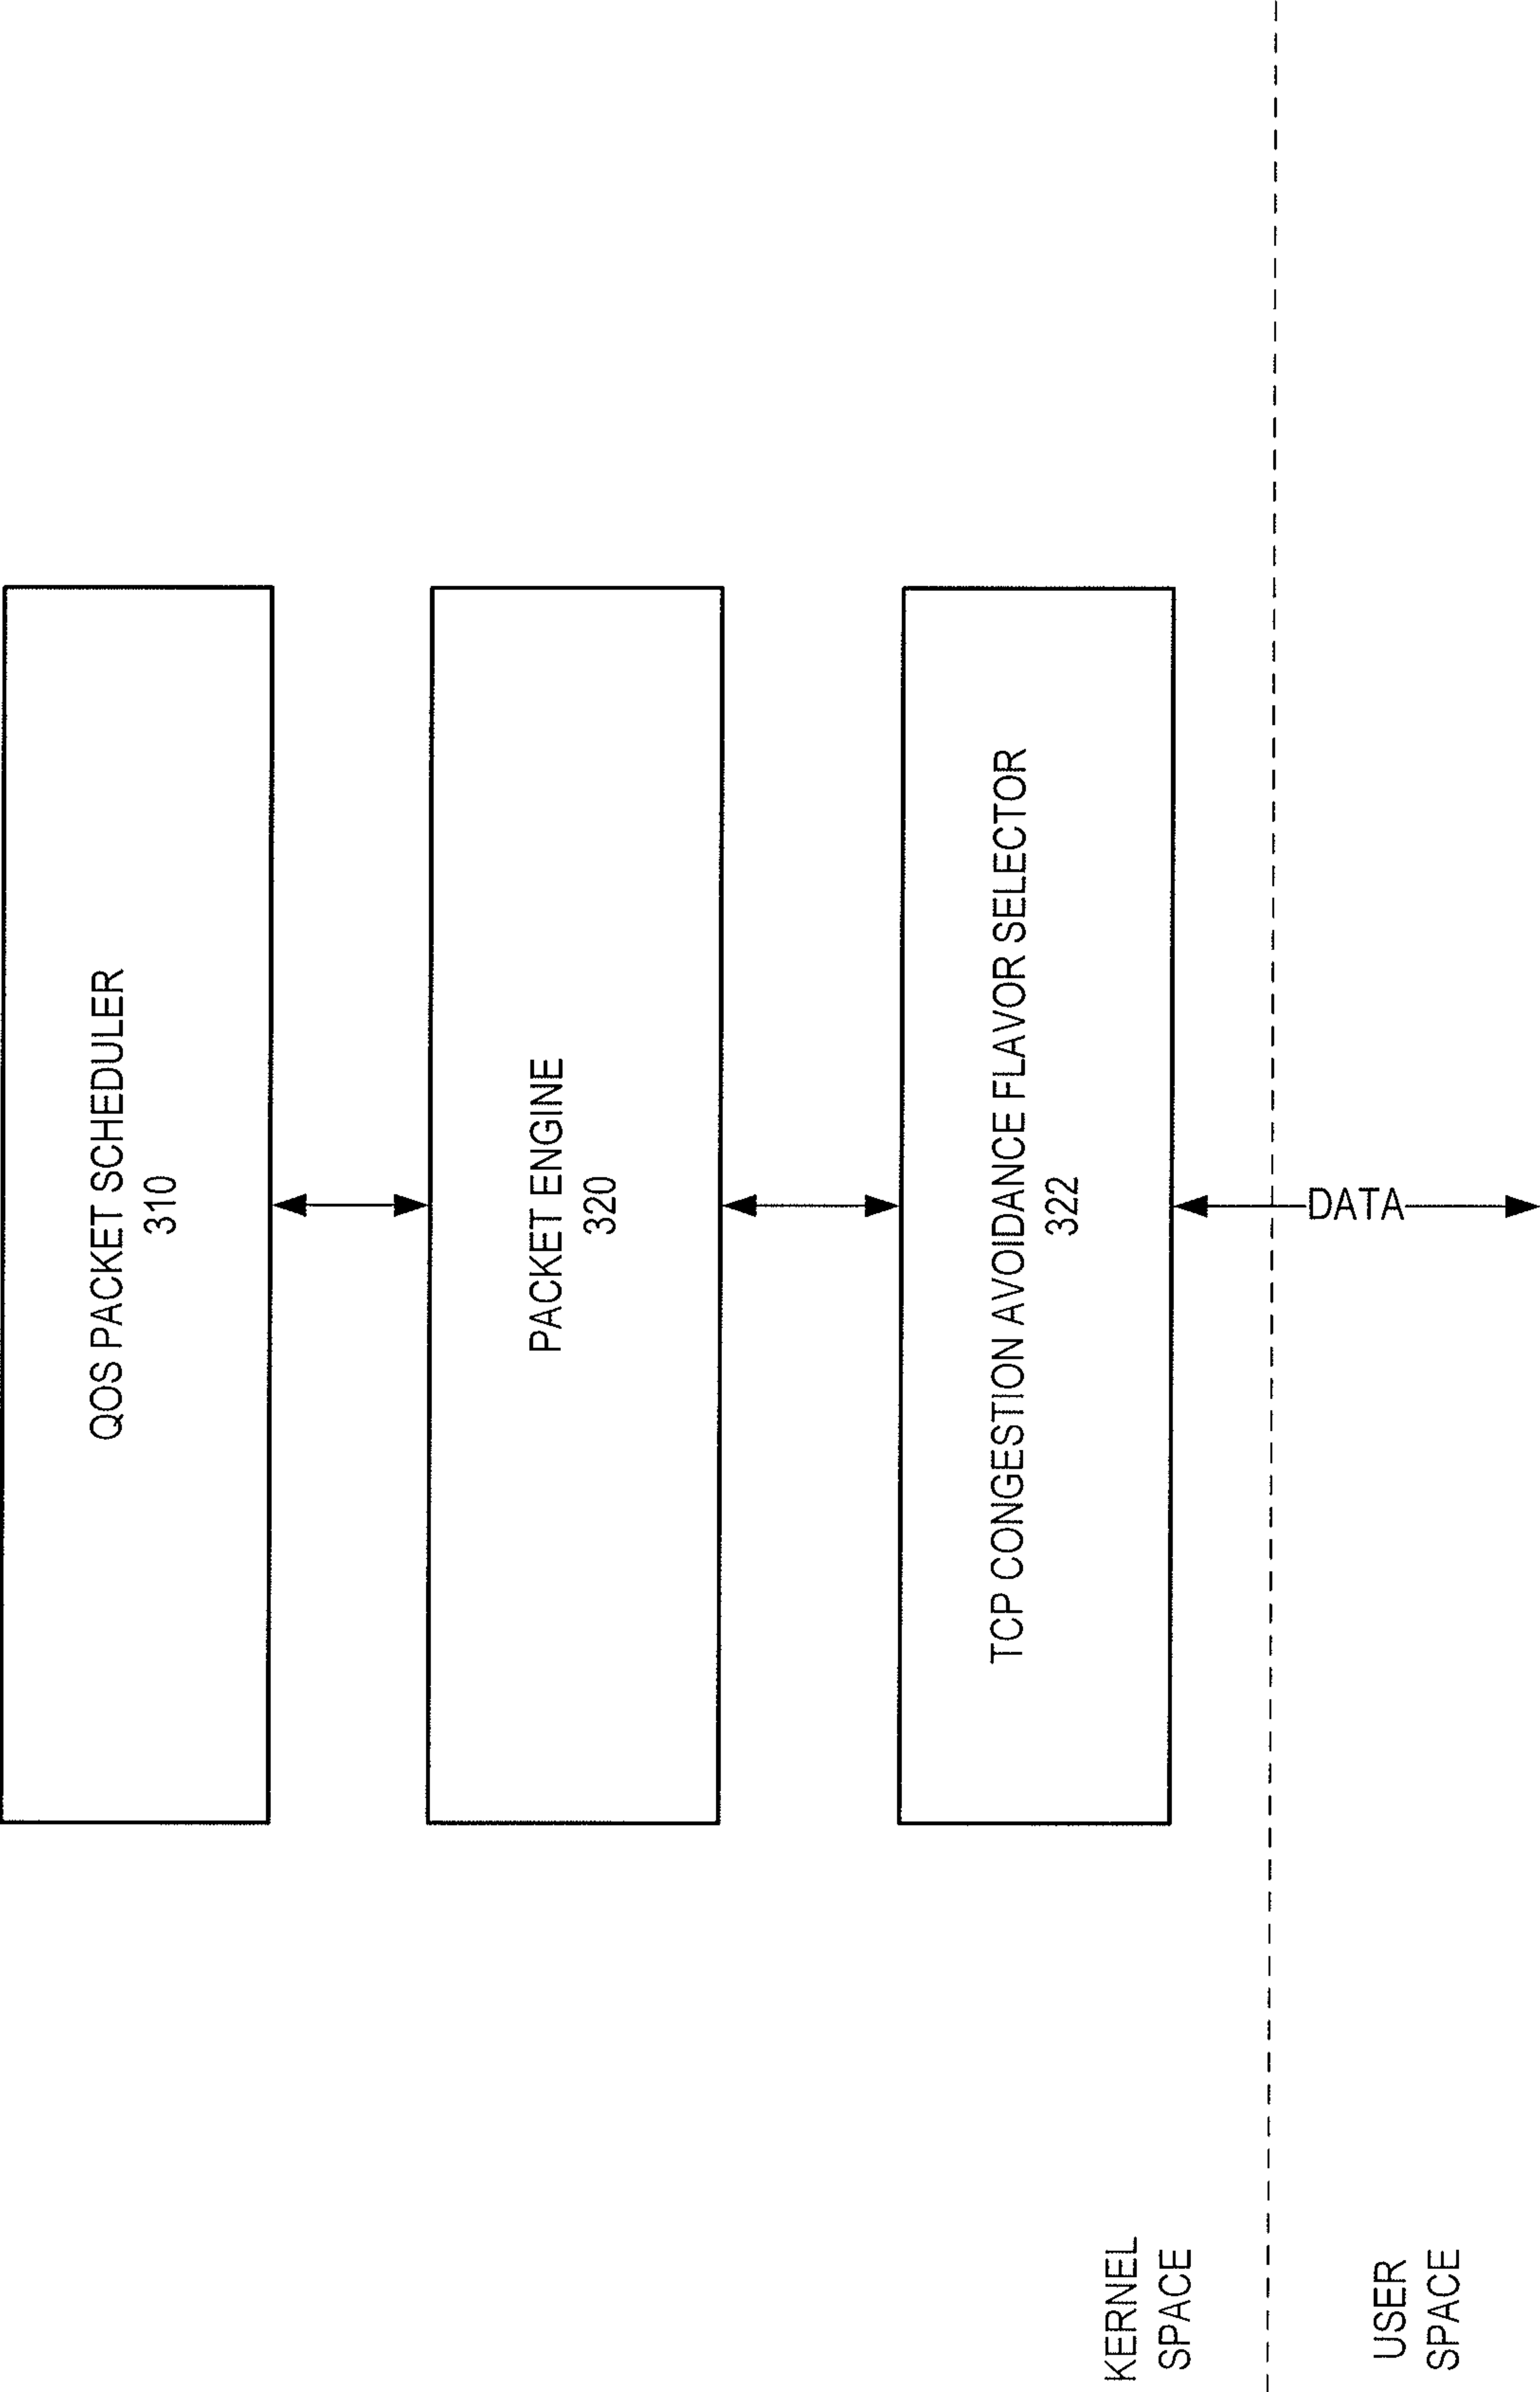 QOS PACKET SCHEDULER
310
PACKET ENGINE
320
TCP CONGESTION AVOIDANCE FLAVOR SELECTOR
322
KERNEL
SPACE
DATA
USER
SPACE